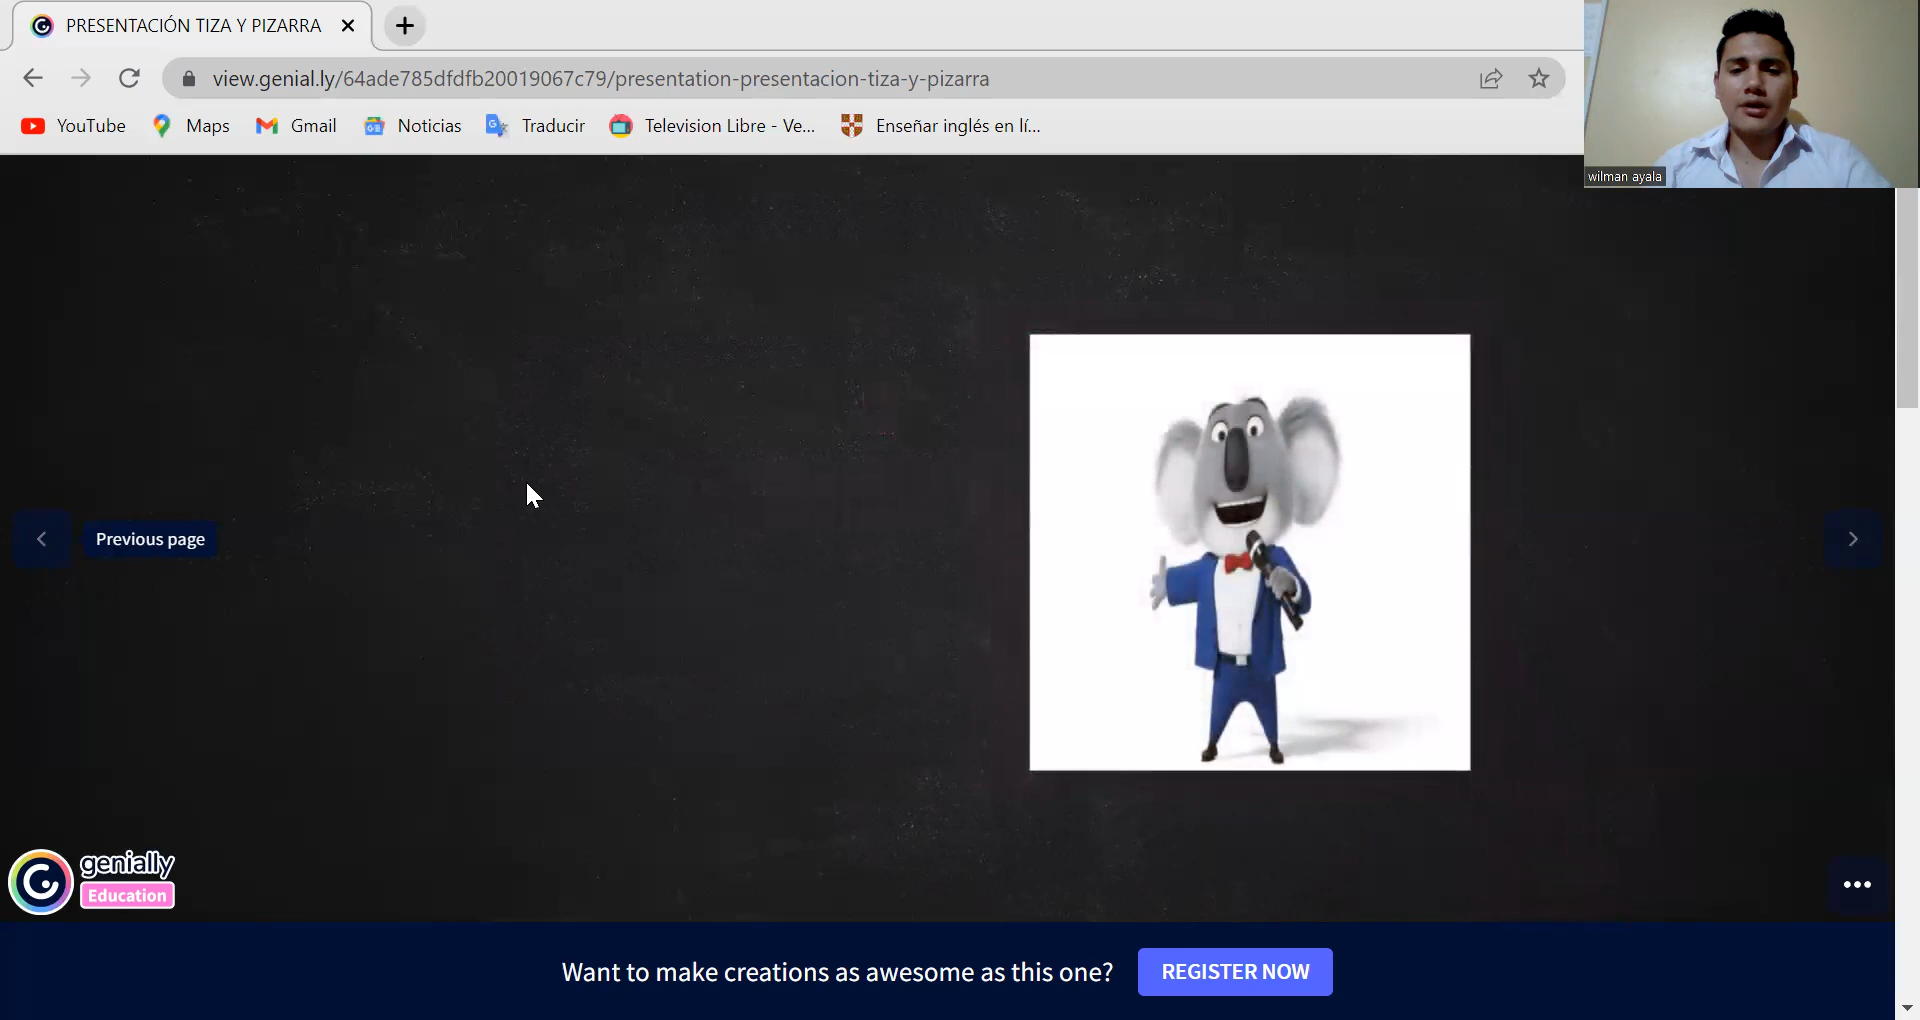 PRESENTACIÓN TIZA Y PIZARRA
view.genial.ly/64ade785dfdfb20019067c79/presentation-presentacion-tiza-y-pizarra
YouTube Maps Gmail Noticias Traducir Television Libre - Ve... Enseñar inglés en lí...
wilman ayala
Previous page
genially
Education
Want to make creations as awesome as this one? REGISTER NOW